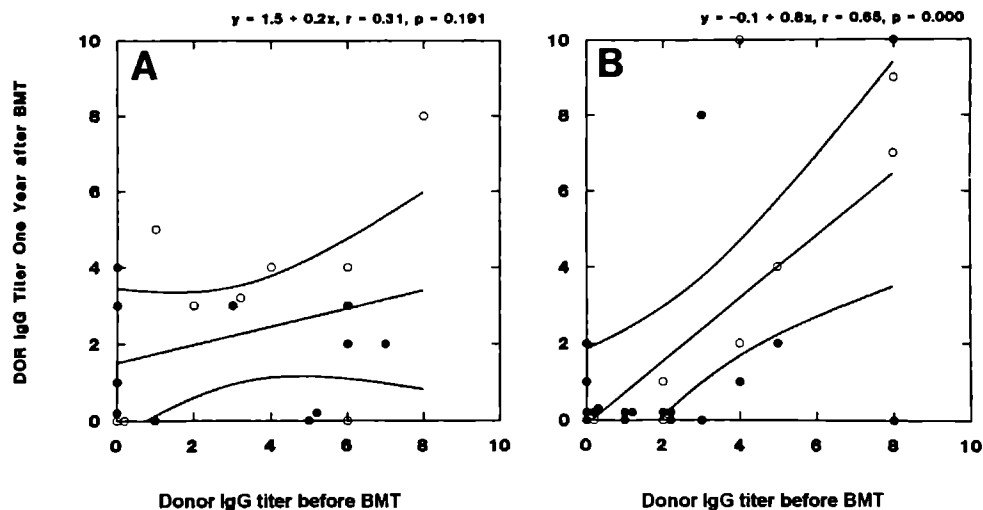 y = 1.5 + 0.2x, r = 0.31, p = 0.191
y = −0.1 + 0.8x, r = 0.65, p = 0.000
DOR IgG Titer One Year after BMT
A
10
8
6
4
2
0
0 2 4 6 8 10
Donor IgG titer before BMT
B
10
8
6
4
2
0
0 2 4 6 8 10
Donor IgG titer before BMT